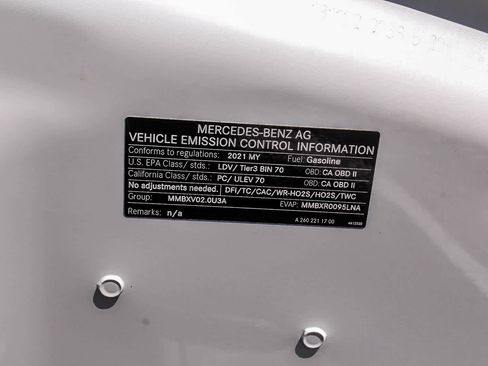 MERCEDES-BENZ AG
VEHICLE EMISSION CONTROL INFORMATION
Conforms to regulations: 2021 MY Fuel: Gasoline
U.S. EPA Class/ stds.: LDV/ Tier3 BIN 70 OBD: CA OBD II
California Class/ stds.: PC/ ULEV 70 OBD: CA OBD II
No adjustments needed. DFI/TC/CAC/WR-HO2S/HO2S/TWC
Group: MMBXV02.0U3A EVAP: MMBXR0095LNA
Remarks: n/a A 260 221 17 00